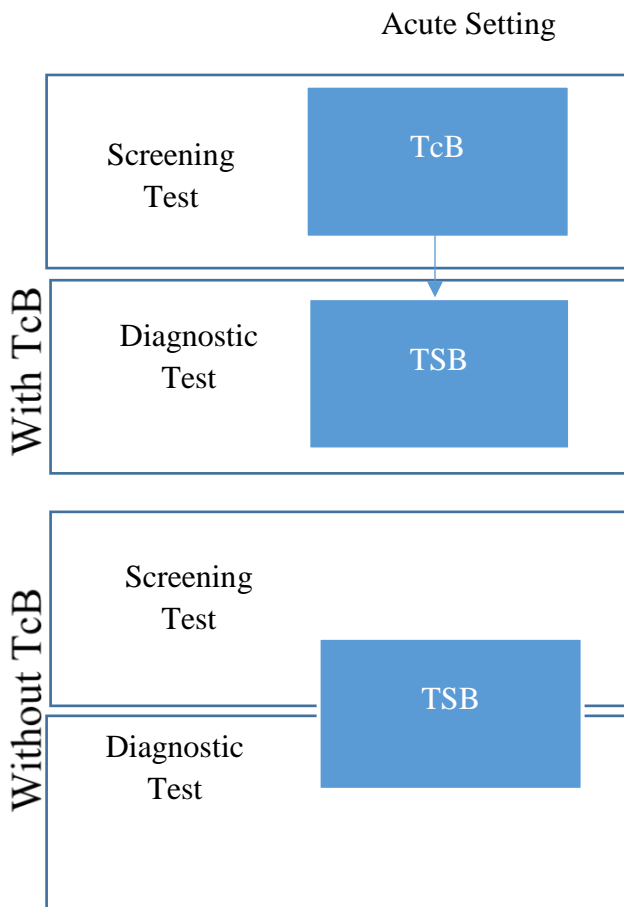 Acute Setting
With TcB
Screening
Test
TcB
Diagnostic
Test
TSB
Without TcB
Screening
Test
TSB
Diagnostic
Test